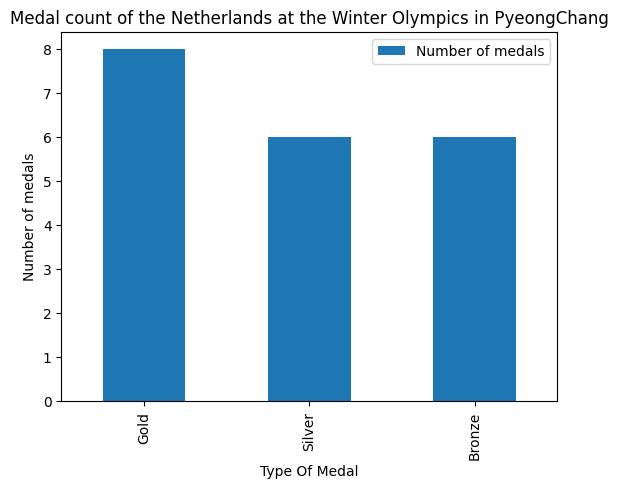 Medal count of the Netherlands at the Winter Olympics in PyeongChang
Number of medals
Number of medals
8
7
6
5
4
3
2
1
0
Gold
Silver
Bronze
Type Of Medal